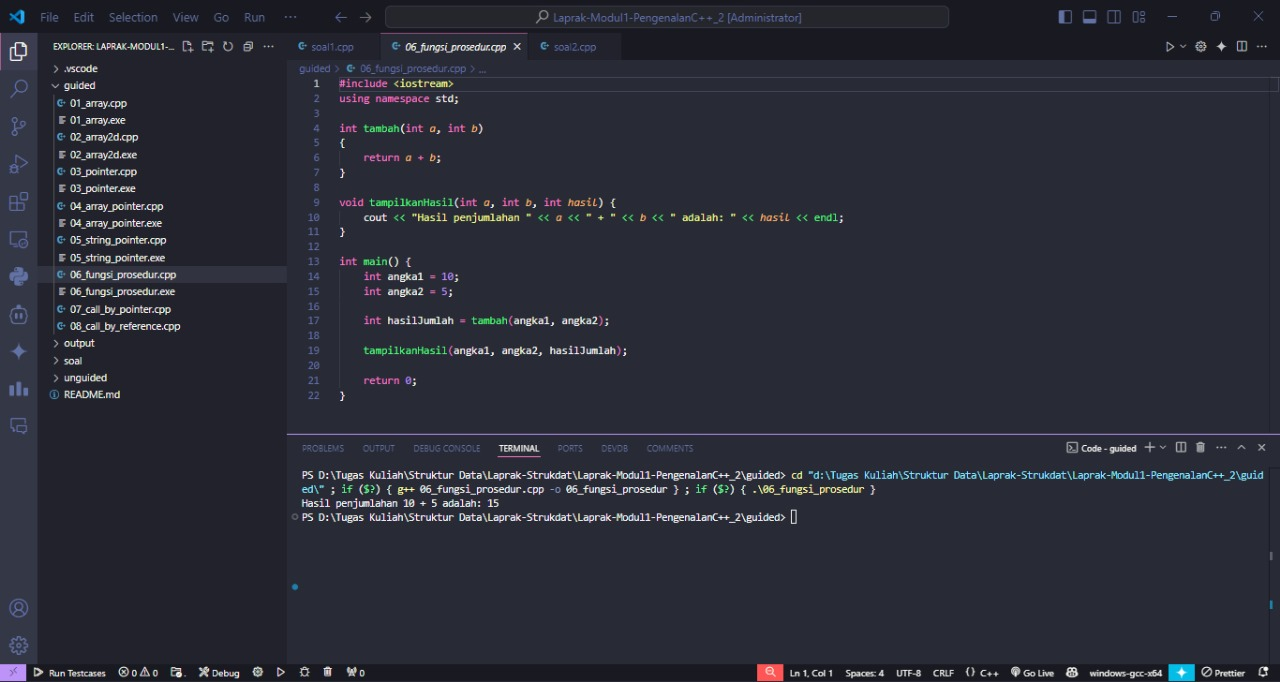 File Edit Selection View Go Run ··· Laprak-Modul1-PengenalanC++_2 [Administrator]
EXPLORER: LAPRAK-MODUL1-...
.vscode
guided
01_array.cpp
01_array.exe
02_array2d.cpp
02_array2d.exe
03_pointer.cpp
03_pointer.exe
04_array_pointer.cpp
04_array_pointer.exe
05_string_pointer.cpp
05_string_pointer.exe
06_fungsi_prosedur.cpp
06_fungsi_prosedur.exe
07_call_by_pointer.cpp
08_call_by_reference.cpp
output
soal
unguided
README.md
soal1.cpp 06_fungsi_prosedur.cpp soal2.cpp
guided > 06_fungsi_prosedur.cpp > ...
1 #include <iostream>
2 using namespace std;
3
4 int tambah(int a, int b)
5 {
6 return a + b;
7 }
8
9 void tampilkanHasil(int a, int b, int hasil) {
10 cout << "Hasil penjumlahan " << a << " + " << b << " adalah: " << hasil << endl;
11 }
12
13 int main() {
14 int angka1 = 10;
15 int angka2 = 5;
16
17 int hasilJumlah = tambah(angka1, angka2);
18
19 tampilkanHasil(angka1, angka2, hasilJumlah);
20
21 return 0;
22 }
PROBLEMS OUTPUT DEBUG CONSOLE TERMINAL PORTS DEVDB COMMENTS Code - guided
PS D:\Tugas Kuliah\Struktur Data\Laprak-Strukdat\Laprak-Modul1-PengenalanC++_2\guided> cd "d:\Tugas Kuliah\Struktur Data\Laprak-Strukdat\Laprak-Modul1-PengenalanC++_2\guid
ed\" ; if ($?) { g++ 06_fungsi_prosedur.cpp -o 06_fungsi_prosedur } ; if ($?) { .\06_fungsi_prosedur }
Hasil penjumlahan 10 + 5 adalah: 15
PS D:\Tugas Kuliah\Struktur Data\Laprak-Strukdat\Laprak-Modul1-PengenalanC++_2\guided>
Run Testcases 0 0 Debug 0 Ln 1, Col 1 Spaces: 4 UTF-8 CRLF {} C++ Go Live windows-gcc-x64 Prettier